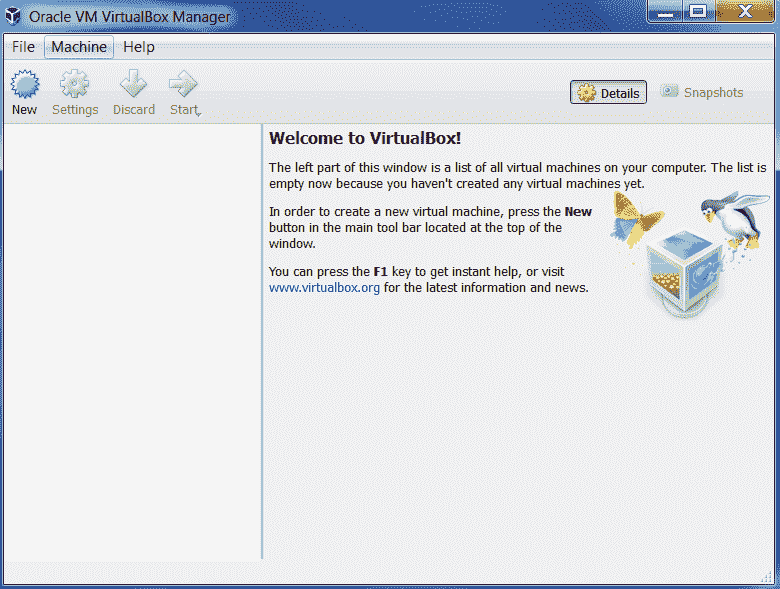 Oracle VM VirtualBox Manager
File Machine Help
New Settings Discard Start
Details Snapshots
Welcome to VirtualBox!
The left part of this window is a list of all virtual machines on your computer. The list is
empty now because you haven't created any virtual machines yet.
In order to create a new virtual machine, press the New
button in the main tool bar located at the top of the
window.
You can press the F1 key to get instant help, or visit
www.virtualbox.org for the latest information and news.